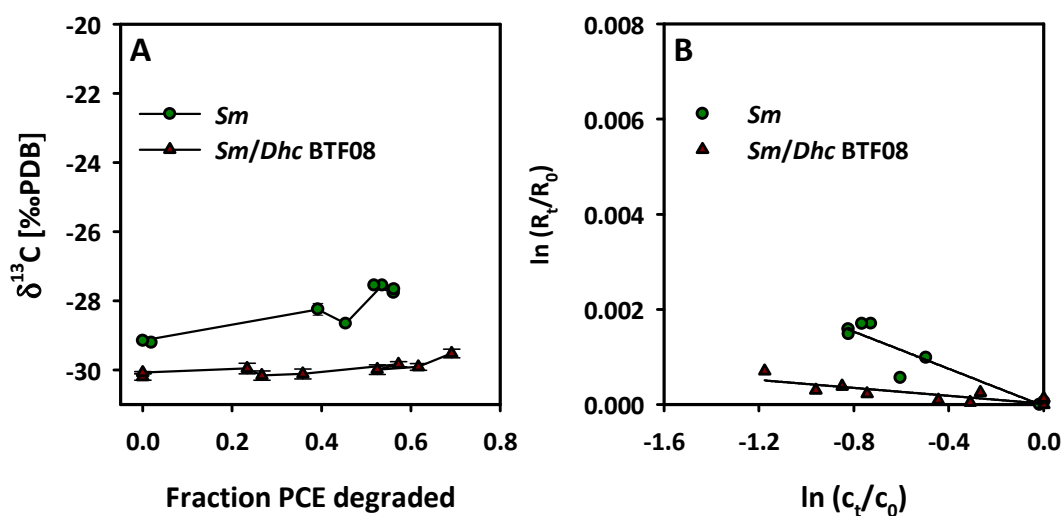 A
B
Sm
Sm/Dhc BTF08
Sm
Sm/Dhc BTF08
δ¹³C [‰PDB]
-20
-22
-24
-26
-28
-30
0.0
0.2
0.4
0.6
0.8
Fraction PCE degraded
ln (Rₜ/R₀)
0.008
0.006
0.004
0.002
0.000
-1.6
-1.2
-0.8
-0.4
0.0
ln (cₜ/c₀)